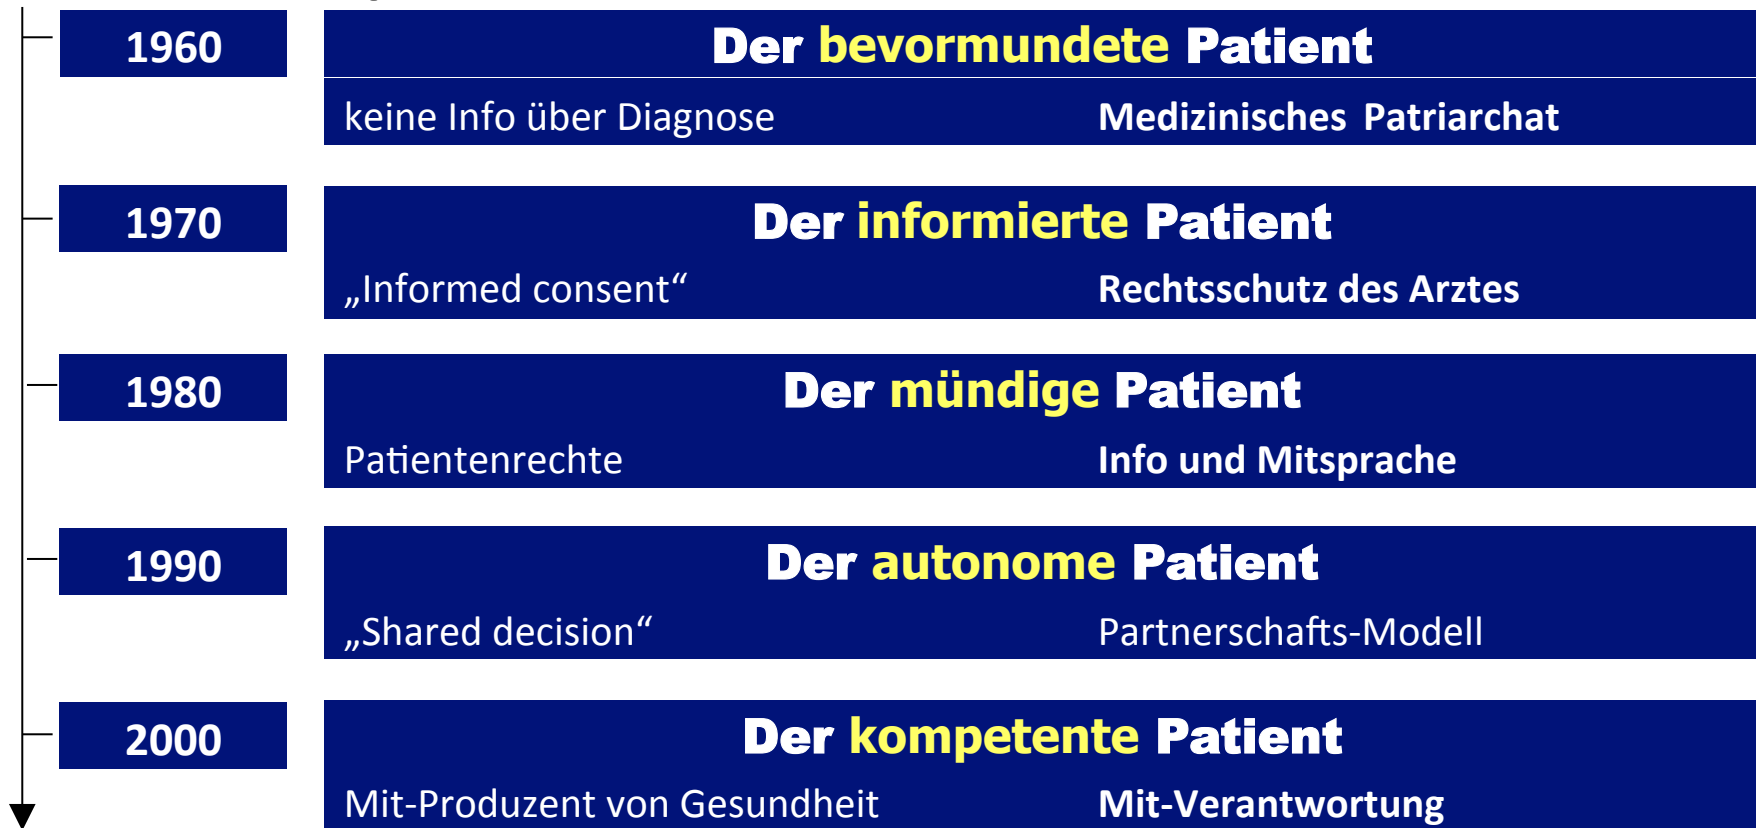 1960
Der bevormundete Patient
keine Info über Diagnose
Medizinisches Patriarchat
1970
Der informierte Patient
„Informed consent“
Rechtsschutz des Arztes
1980
Der mündige Patient
Patientenrechte
Info und Mitsprache
1990
Der autonome Patient
„Shared decision“
Partnerschafts-Modell
2000
Der kompetente Patient
Mit-Produzent von Gesundheit
Mit-Verantwortung